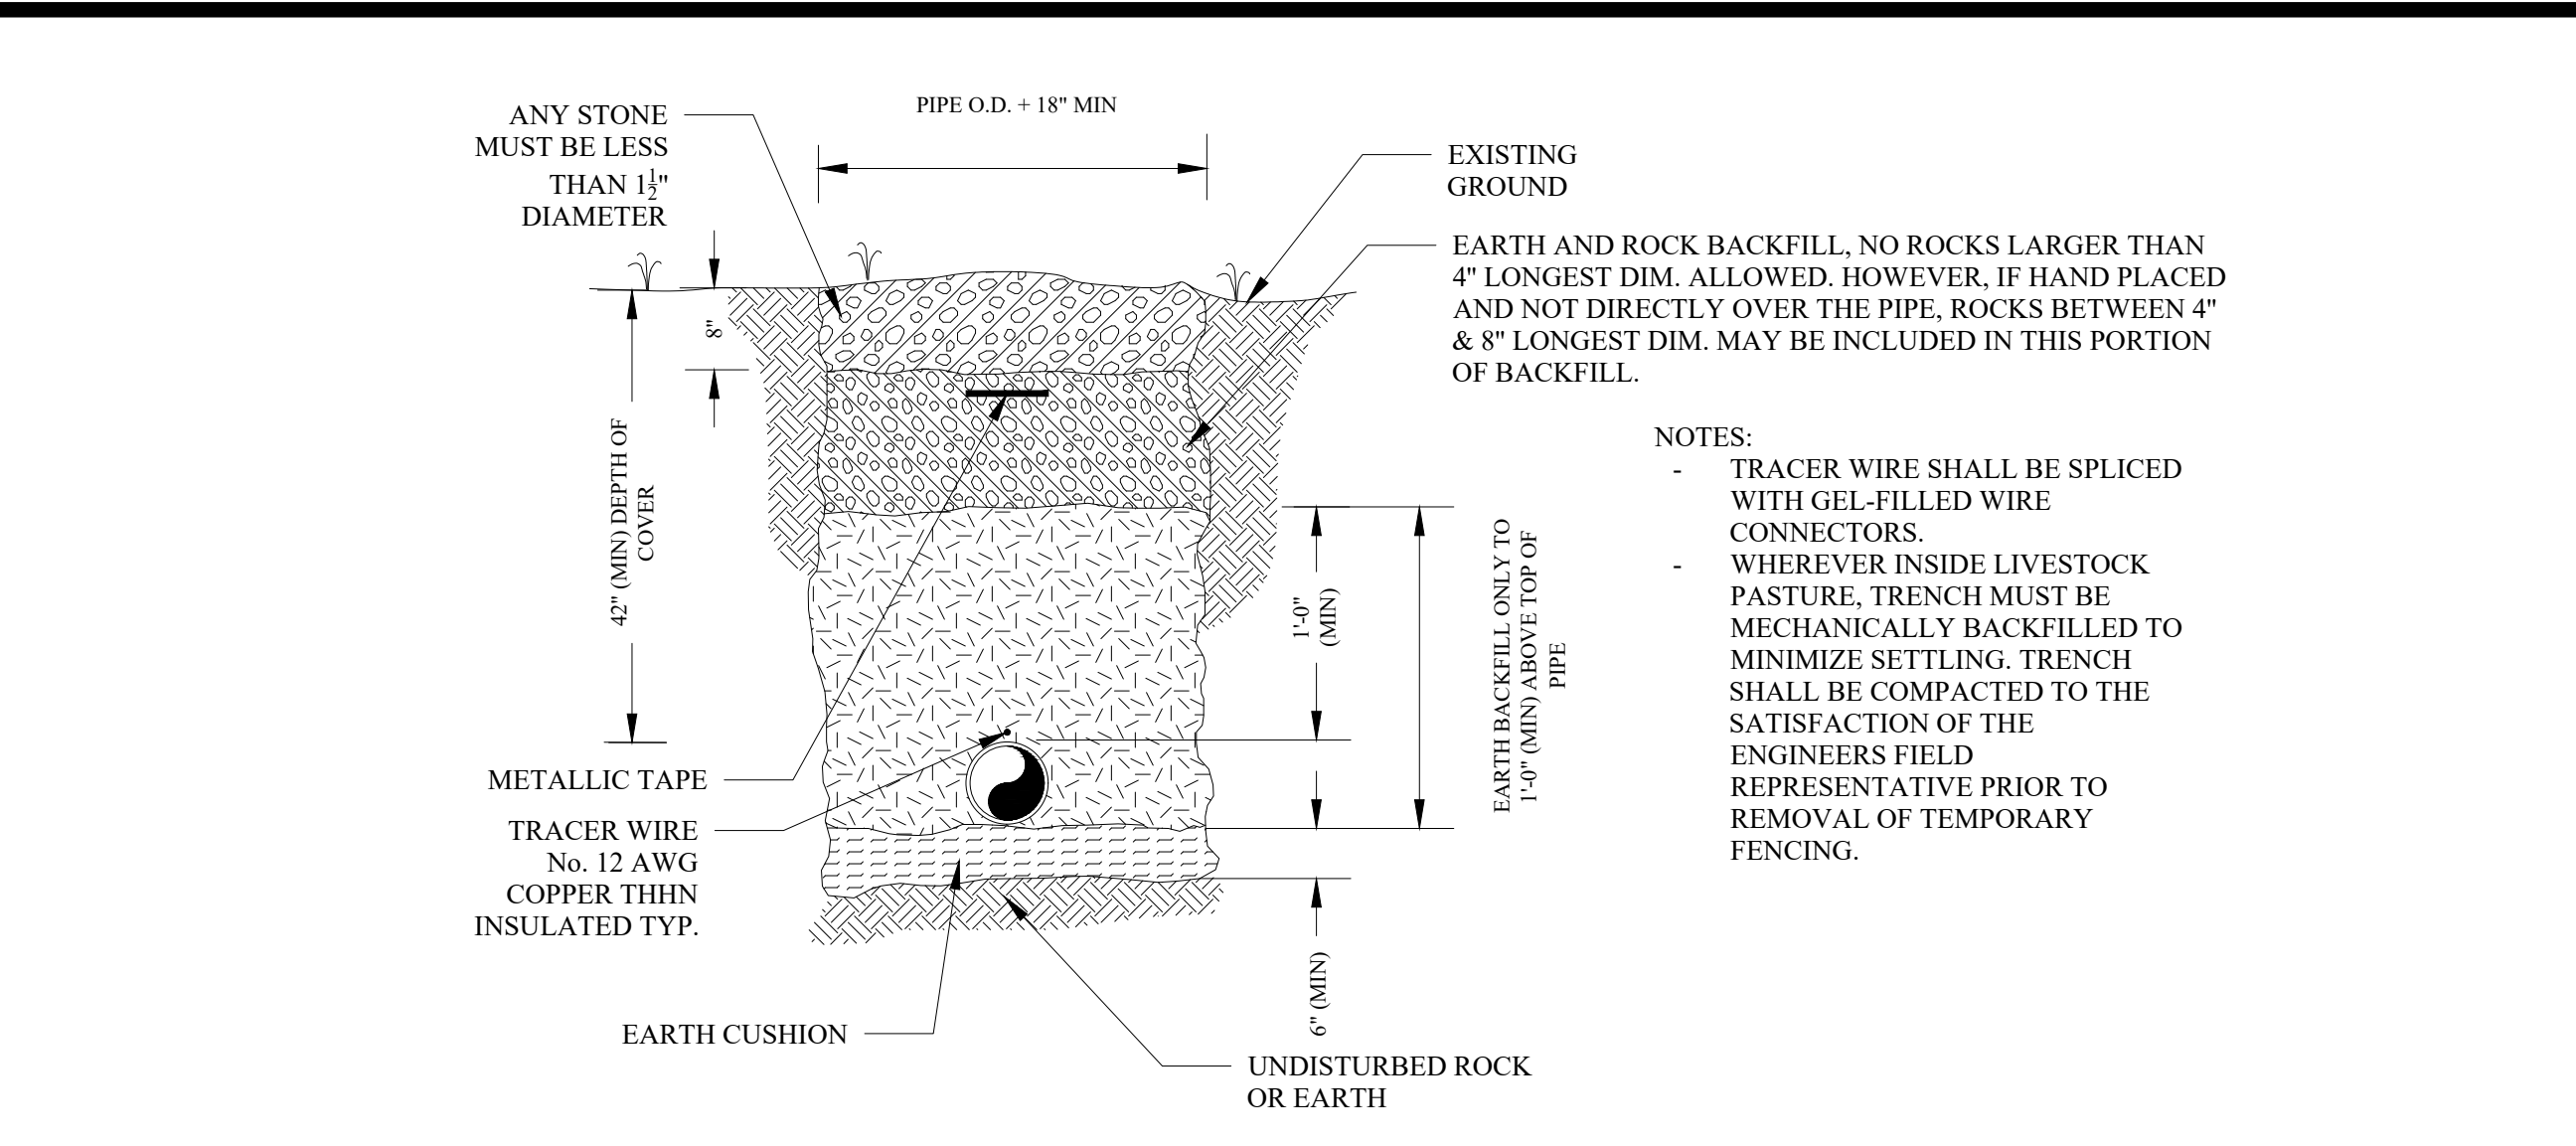 ANY STONE
MUST BE LESS
THAN 1½"
DIAMETER
PIPE O.D. + 18" MIN
EXISTING
GROUND
EARTH AND ROCK BACKFILL, NO ROCKS LARGER THAN
4" LONGEST DIM. ALLOWED. HOWEVER, IF HAND PLACED
AND NOT DIRECTLY OVER THE PIPE, ROCKS BETWEEN 4"
& 8" LONGEST DIM. MAY BE INCLUDED IN THIS PORTION
OF BACKFILL.
8"
42" (MIN) DEPTH OF
COVER
NOTES:
- TRACER WIRE SHALL BE SPLICED
WITH GEL-FILLED WIRE
CONNECTORS.
- WHEREVER INSIDE LIVESTOCK
PASTURE, TRENCH MUST BE
MECHANICALLY BACKFILLED TO
MINIMIZE SETTLING. TRENCH
SHALL BE COMPACTED TO THE
SATISFACTION OF THE
ENGINEERS FIELD
REPRESENTATIVE PRIOR TO
REMOVAL OF TEMPORARY
FENCING.
1'-0"
(MIN)
EARTH BACKFILL ONLY TO
1'-0" (MIN) ABOVE TOP OF
PIPE
METALLIC TAPE
TRACER WIRE
No. 12 AWG
COPPER THHN
INSULATED TYP.
6" (MIN)
EARTH CUSHION
UNDISTURBED ROCK
OR EARTH